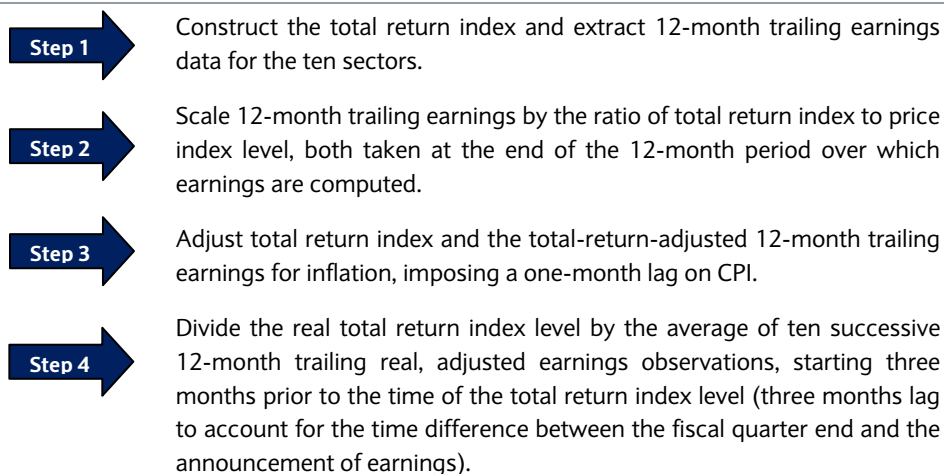 Step 1
Construct the total return index and extract 12-month trailing earnings
data for the ten sectors.
Step 2
Scale 12-month trailing earnings by the ratio of total return index to price
index level, both taken at the end of the 12-month period over which
earnings are computed.
Step 3
Adjust total return index and the total-return-adjusted 12-month trailing
earnings for inflation, imposing a one-month lag on CPI.
Step 4
Divide the real total return index level by the average of ten successive
12-month trailing real, adjusted earnings observations, starting three
months prior to the time of the total return index level (three months lag
to account for the time difference between the fiscal quarter end and the
announcement of earnings).